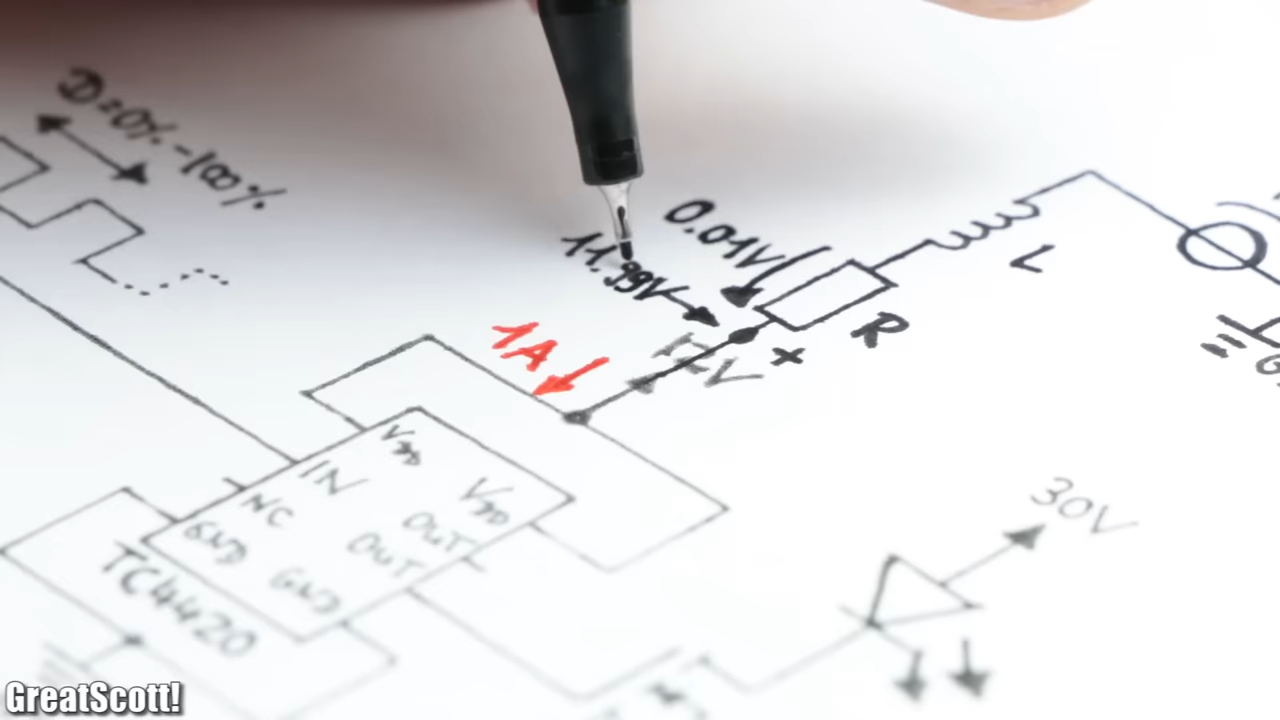 D=0%-100%
0.01V
11.99V
L
R
1A
12V
+
VDD
IN
NC
GND
VDD
OUT
OUT
GND
TC4420
30V
GreatScott!